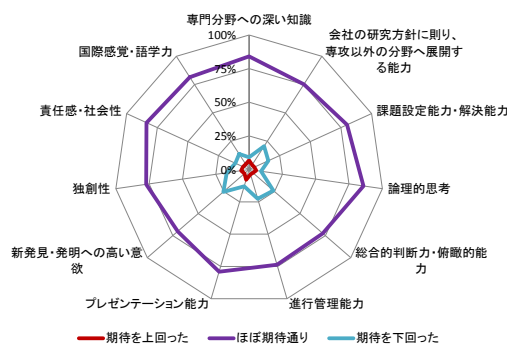 専門分野への深い知識
会社の研究方針に則り、
専攻以外の分野へ展開す
る能力
課題設定能力・解決能力
論理的思考
総合的判断力・俯瞰的能
力
進行管理能力
プレゼンテーション能力
新発見・発明への高い意
欲
独創性
責任感・社会性
国際感覚・語学力
100%
75%
50%
25%
0%
期待を上回った
ほぼ期待通り
期待を下回った